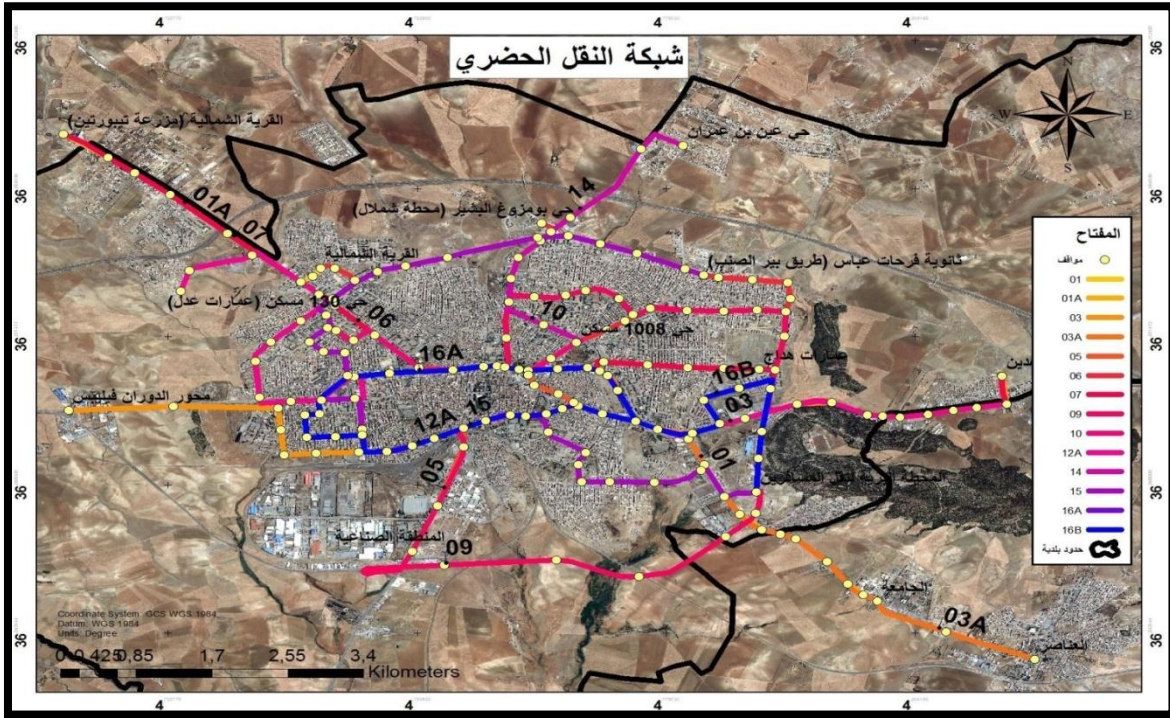 شبكة النقل الحضري
4 4 4 4
36 36 36 36 36
36 36 36 36 36
N
W E
S
القرية الشمالية (مزرعة تيبورتين)
حي عين بن عمران
14
01A
07
حي بومزوغ البشير (محطة شملال)
القرية الشمالية
ثانوية فرحات عباس (طريق بير الصنب)
حي 130 مسكن (عمارات عدل)
06
10
حي 1008 مسكن
16A
عمارات هداج
16B
03
محور الدوران فيليبس
12A
15
05
01
المحطة البرية لنقل المسافرين
المنطقة الصناعية
09
الجامعة
03A
العناصر
المفتاح
مواقف
01
01A
03
03A
05
06
07
09
10
12A
14
15
16A
16B
حدود بلدية
Coordinate System: GCS WGS 1984
Datum: WGS 1984
Units: Degree
0 0,425 0,85 1,7 2,55 3,4
Kilometers
4 4 4 4